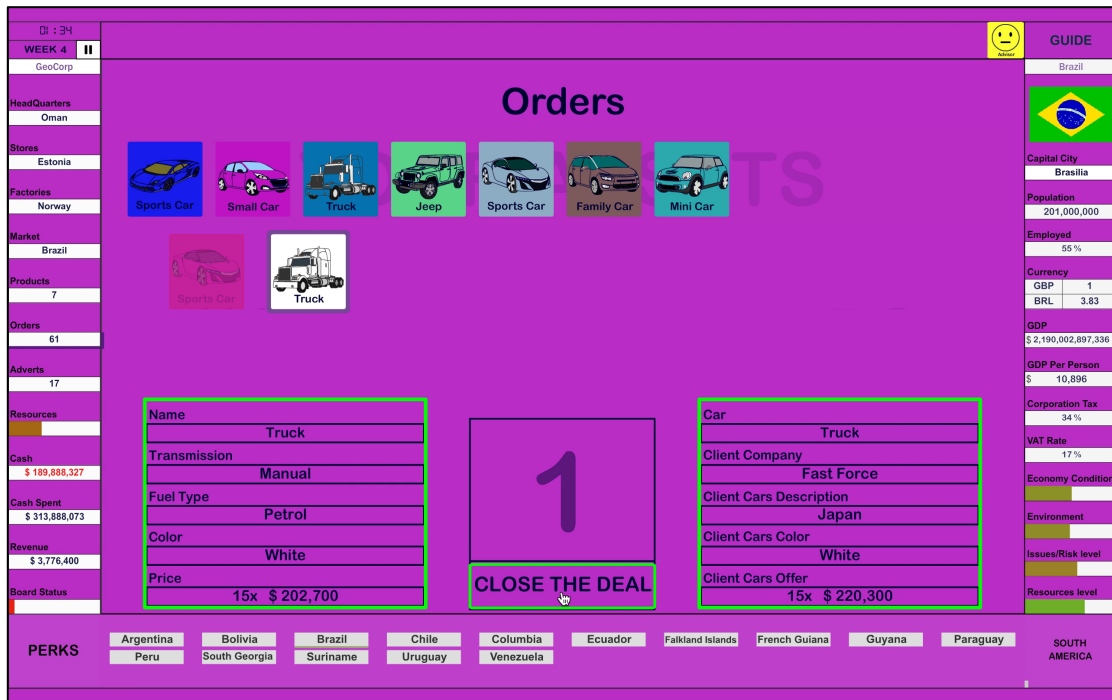 01:34
WEEK 4
GeoCorp
HeadQuarters
Oman
Stores
Estonia
Factories
Norway
Market
Brazil
Products
7
Orders
61
Adverts
17
Resources
Cash
$ 189,888,327
Cash Spent
$ 313,888,073
Revenue
$ 3,776,400
Board Status
Orders
Sports Car
Small Car
Truck
Jeep
Sports Car
Family Car
Mini Car
Sports Car
Truck
Name
Truck
Transmission
Manual
Fuel Type
Petrol
Color
White
Price
15x $ 202,700
1
CLOSE THE DEAL
Car
Truck
Client Company
Fast Force
Client Cars Description
Japan
Client Cars Color
White
Client Cars Offer
15x $ 220,300
Advisor
GUIDE
Brazil
Capital City
Brasilia
Population
201,000,000
Employed
55 %
Currency
GBP 1
BRL 3.83
GDP
$ 2,190,002,897,336
GDP Per Person
$ 10,896
Corporation Tax
34 %
VAT Rate
17 %
Economy Condition
Environment
Issues/Risk level
Resources level
PERKS
Argentina Bolivia Brazil Chile Columbia Ecuador Falkland Islands French Guiana Guyana Paraguay
Peru South Georgia Suriname Uruguay Venezuela
SOUTH
AMERICA